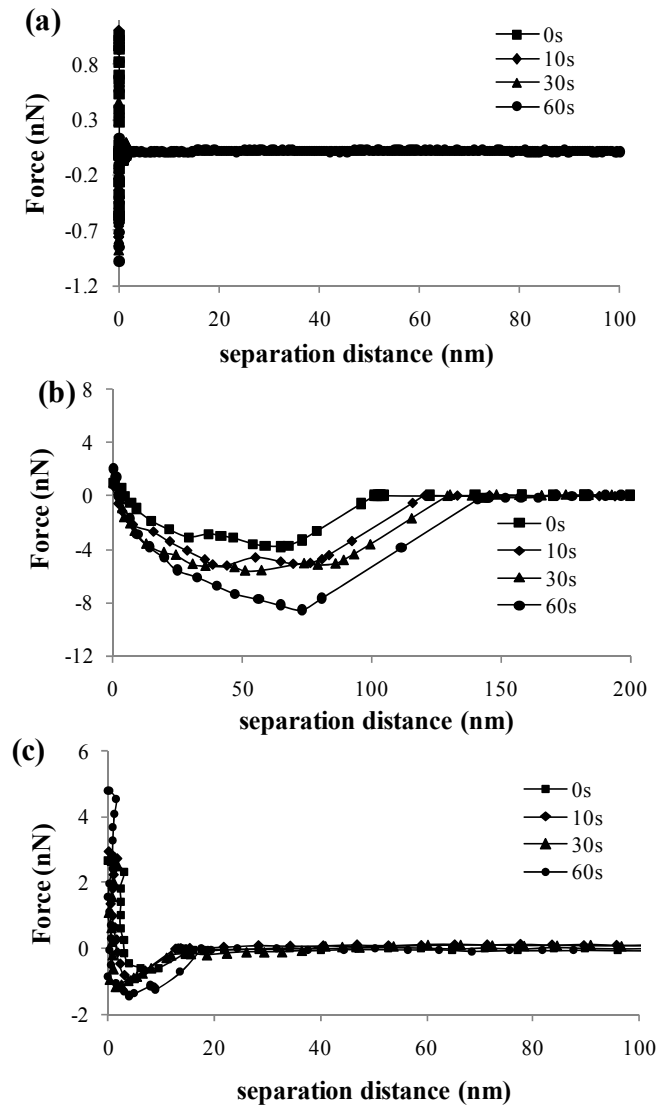 (a)
0s
10s
30s
60s
0.8
0.3
-0.2
-0.7
-1.2
Force (nN)
0 20 40 60 80 100
separation distance (nm)
(b)
8
4
0
-4
-8
-12
Force (nN)
0s
10s
30s
60s
0 50 100 150 200
separation distance (nm)
(c)
6
4
2
0
-2
Force (nN)
0s
10s
30s
60s
0 20 40 60 80 100
separation distance (nm)